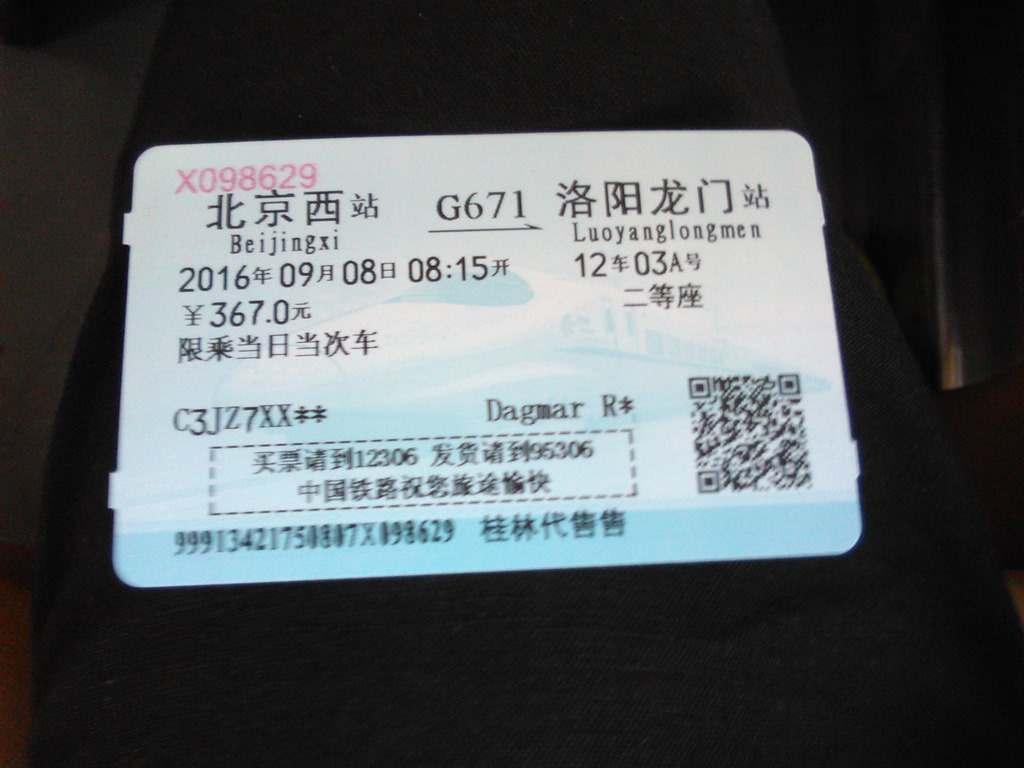 X098629
北京西站 G671 洛阳龙门站
Beijingxi Luoyanglongmen
2016年09月08日 08:15开 12车03A号
￥367.0元 二等座
限乘当日当次车
C3JZ7XX** Dagmar R*
买票请到12306 发货请到95306
中国铁路祝您旅途愉快
99913421750807X098629 桂林代售售